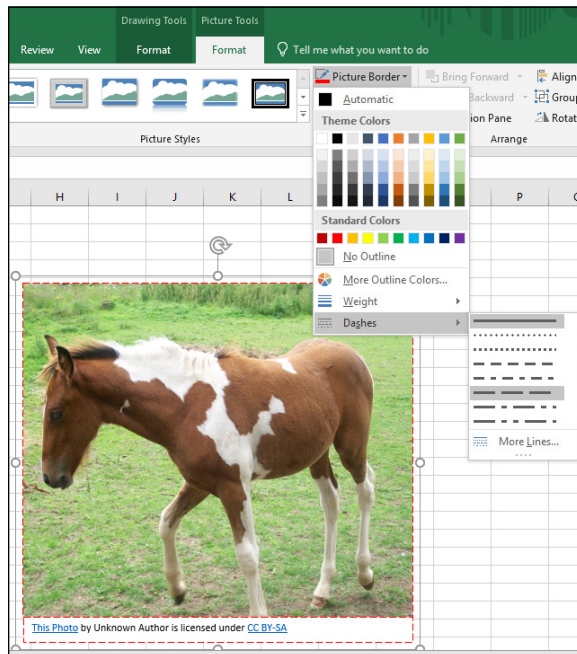 Drawing Tools Picture Tools
Review View Format Format Tell me what you want to do
Picture Border Bring Forward Align
Automatic Backward Group
Theme Colors ion Pane Rotat
Picture Styles Arrange
H I J K L P
Standard Colors
No Outline
More Outline Colors...
Weight
Dashes
More Lines...
This Photo by Unknown Author is licensed under CC BY-SA